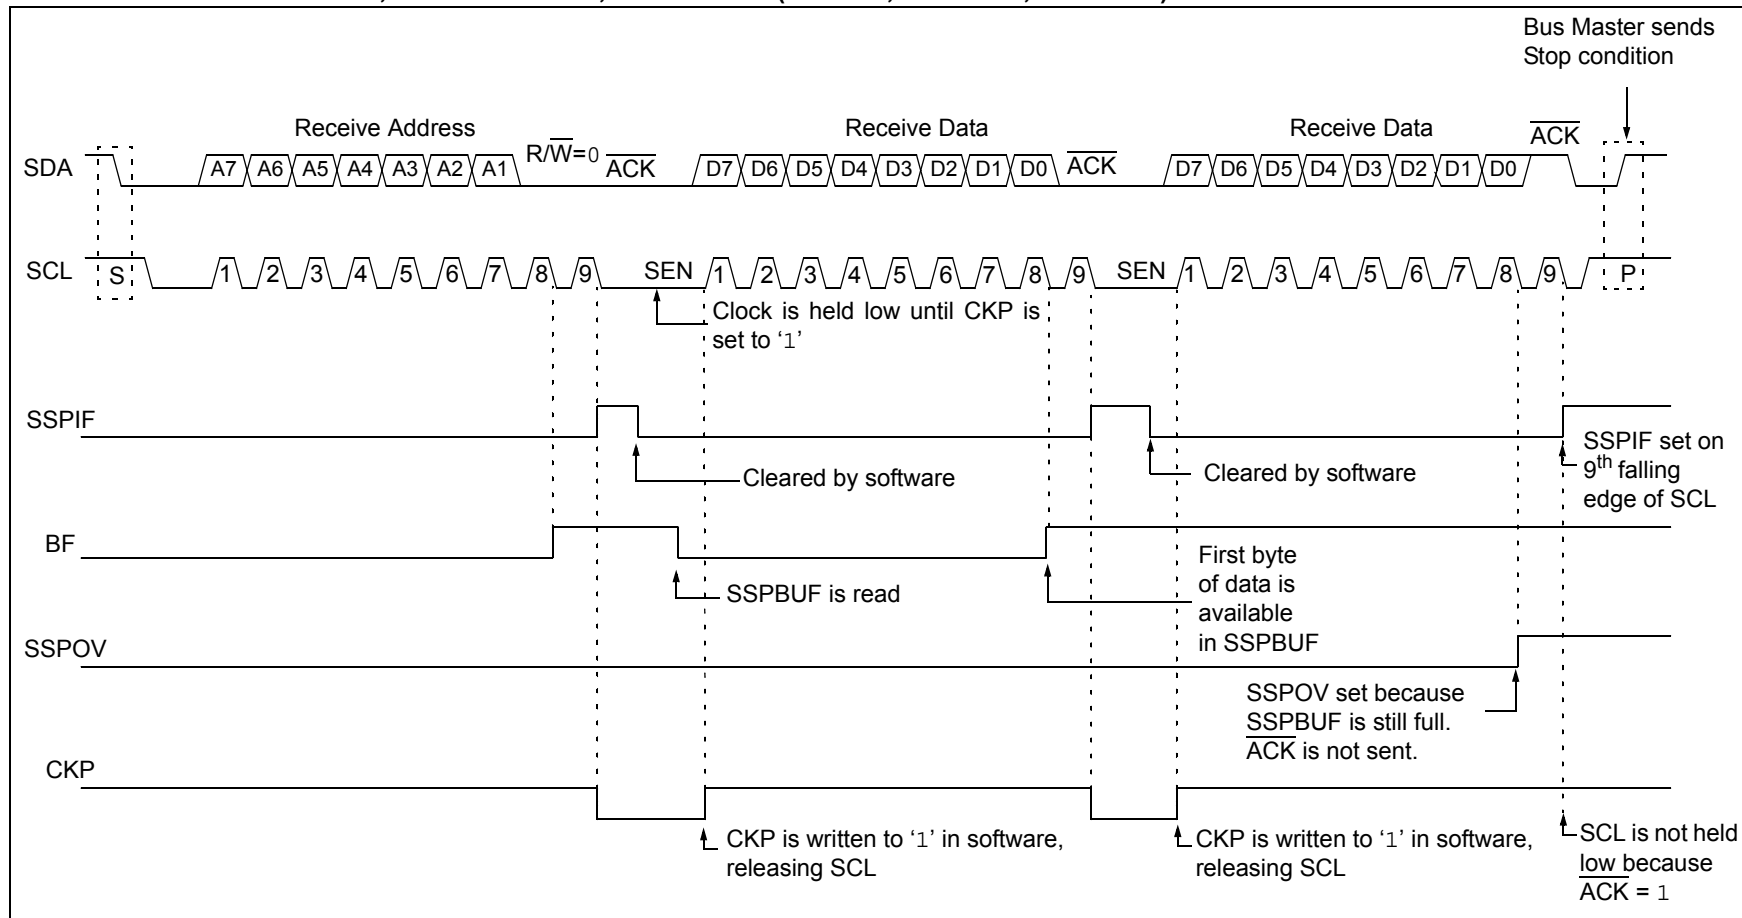 Bus Master sends
Stop condition
Receive Address
Receive Data
Receive Data
ACK
SDA
A7 A6 A5 A4 A3 A2 A1
R/W=0
ACK
D7 D6 D5 D4 D3 D2 D1 D0
ACK
D7 D6 D5 D4 D3 D2 D1 D0
SCL
S
1 2 3 4 5 6 7 8 9
SEN
1 2 3 4 5 6 7 8 9
SEN
1 2 3 4 5 6 7 8 9
P
Clock is held low until CKP is
set to ‘1’
SSPIF
Cleared by software
Cleared by software
SSPIF set on
9th falling
edge of SCL
BF
SSPBUF is read
First byte
of data is
available
in SSPBUF
SSPOV
SSPOV set because
SSPBUF is still full.
ACK is not sent.
CKP
CKP is written to ‘1’ in software,
releasing SCL
CKP is written to ‘1’ in software,
releasing SCL
SCL is not held
low because
ACK = 1